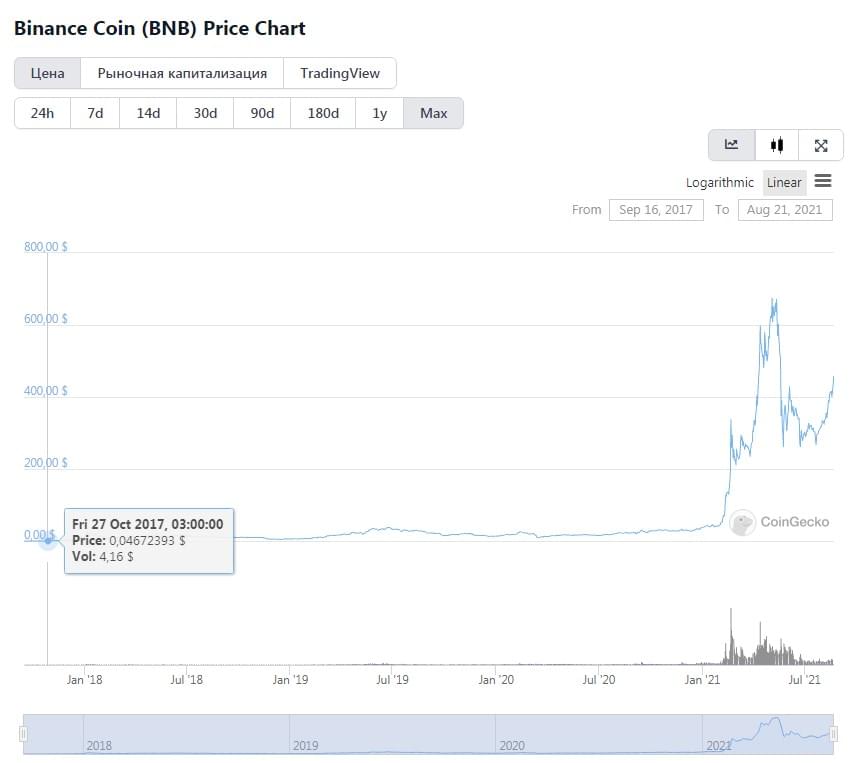 Binance Coin (BNB) Price Chart
Цена Рыночная капитализация TradingView
24h 7d 14d 30d 90d 180d 1y Max
Logarithmic Linear
From Sep 16, 2017 To Aug 21, 2021
800,00 $
600,00 $
400,00 $
200,00 $
0,00 $
Fri 27 Oct 2017, 03:00:00
Price: 0,04672393 $
Vol: 4,16 $
CoinGecko
Jan '18 Jul '18 Jan '19 Jul '19 Jan '20 Jul '20 Jan '21 Jul '21
2018 2019 2020 2021